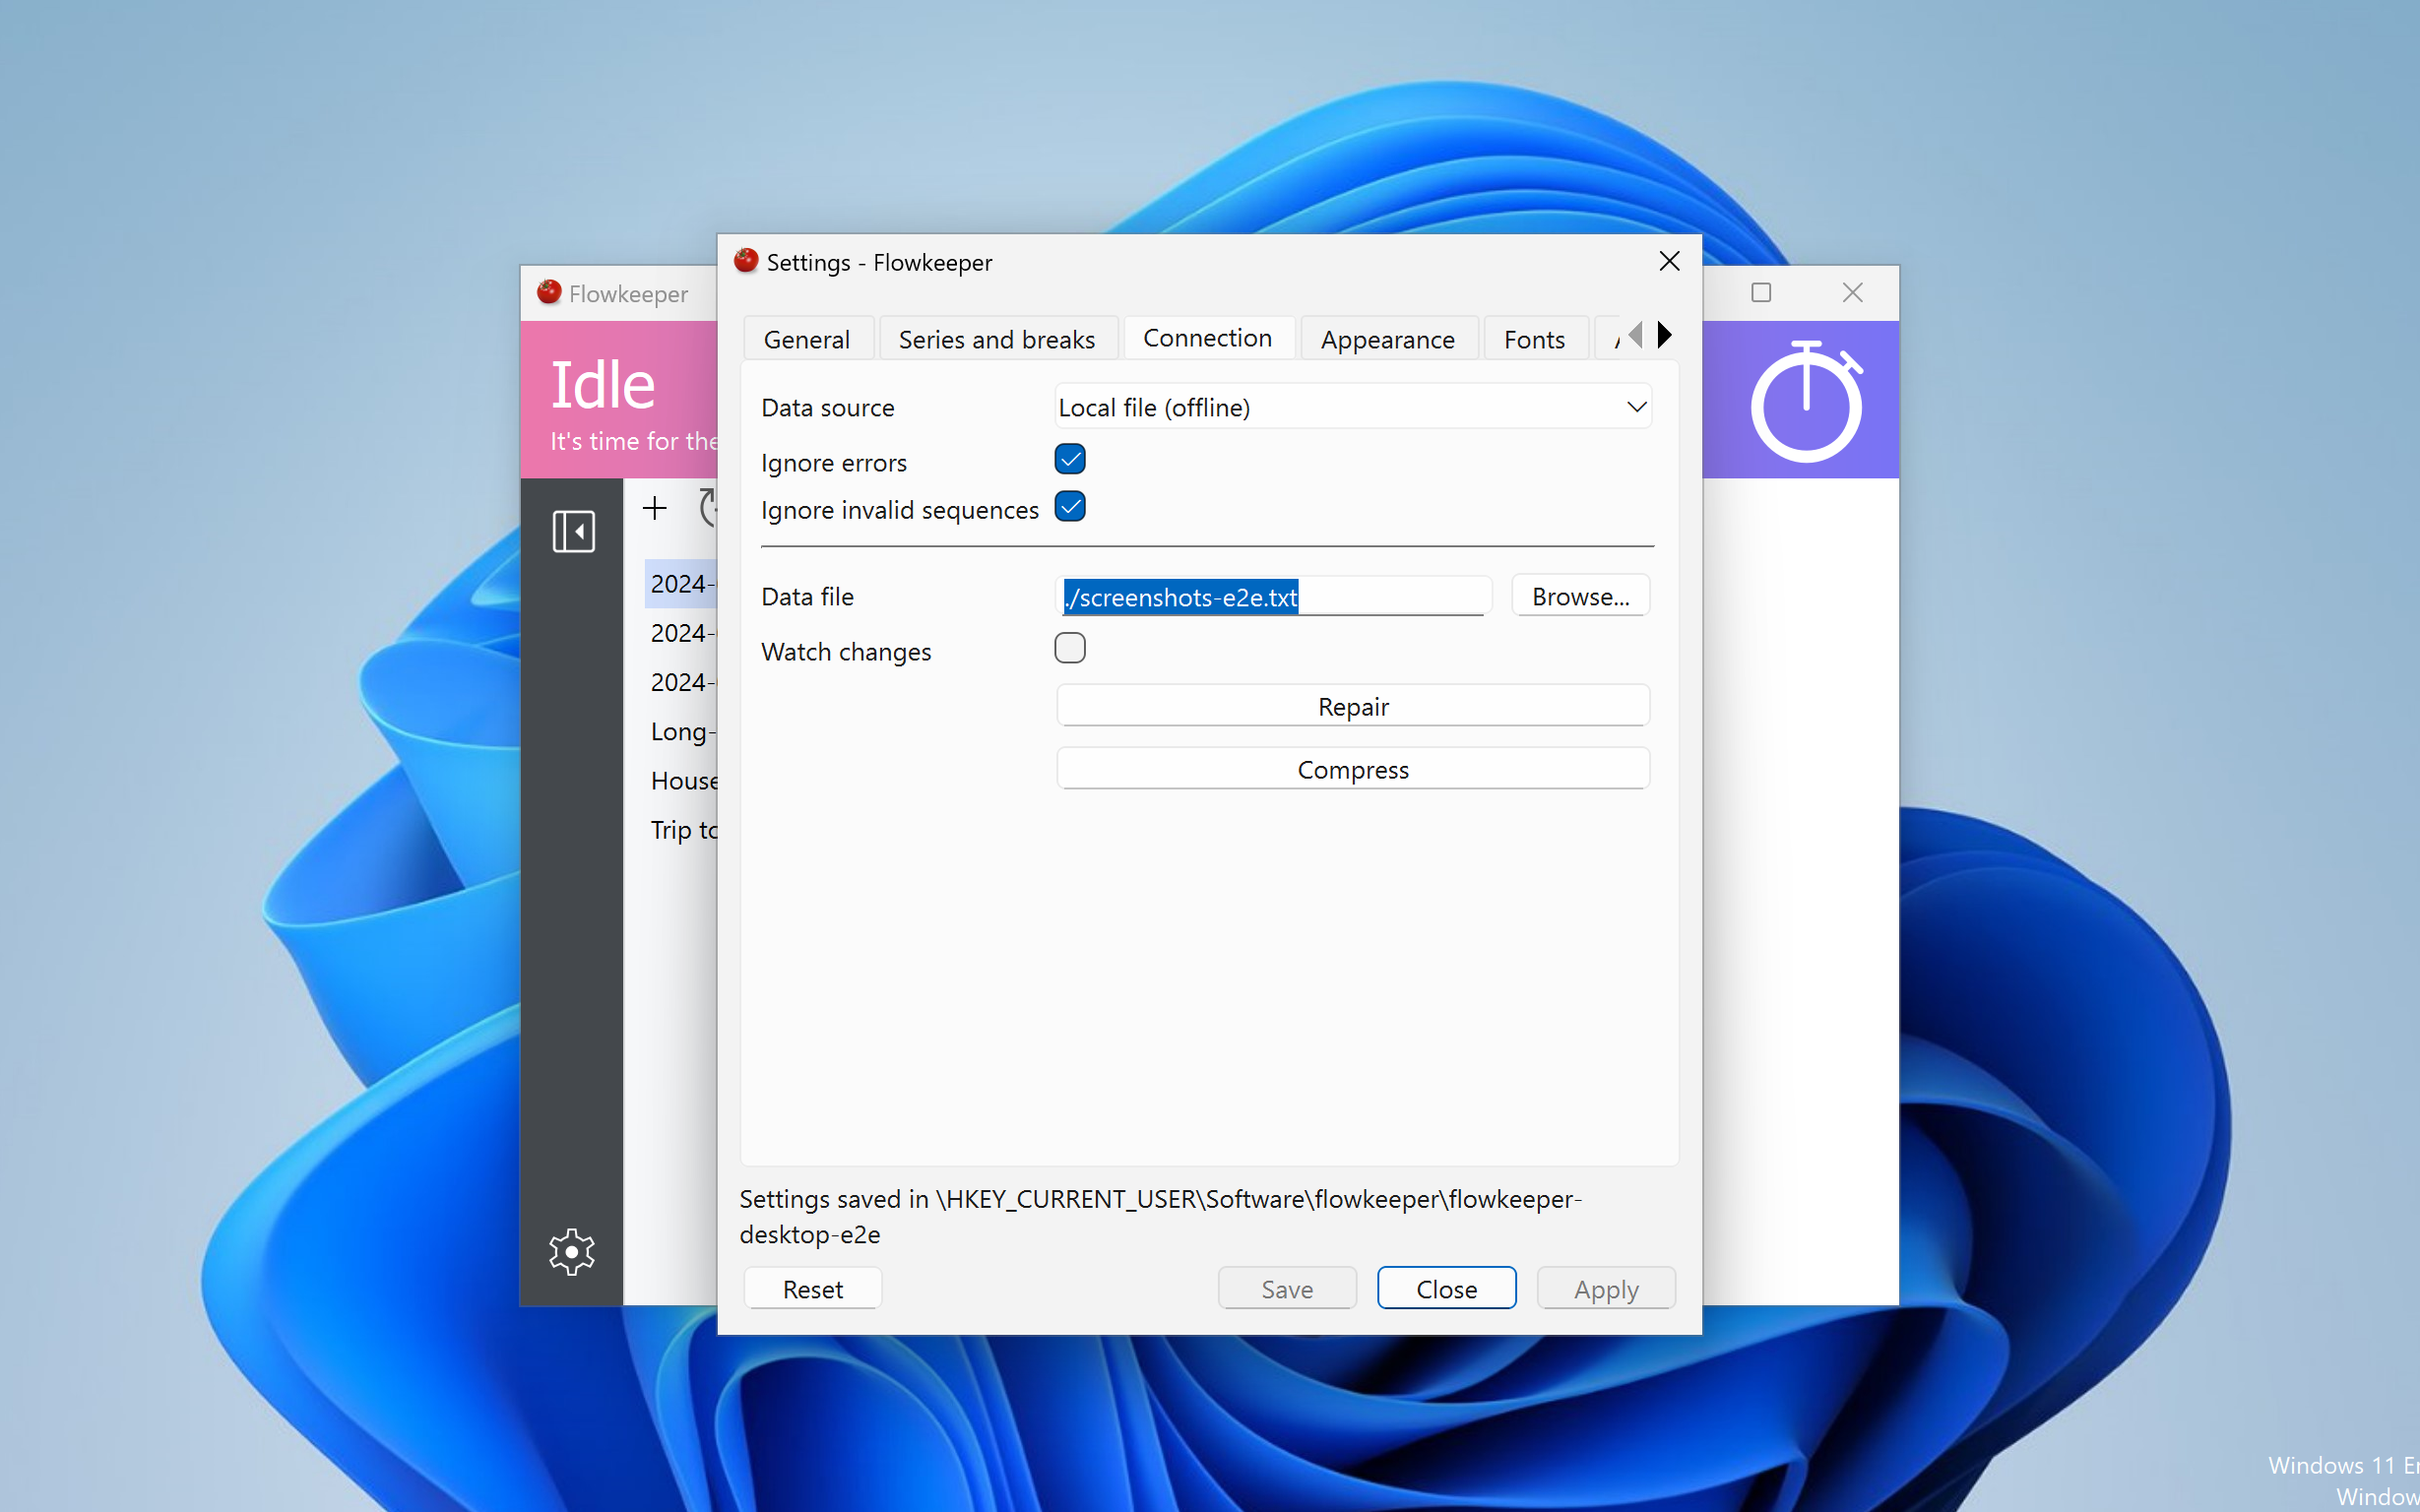 Settings - Flowkeeper
Flowkeeper
General
Series and breaks
Connection
Appearance
Fonts
Idle
It's time for the
Data source
Local file (offline)
Ignore errors
Ignore invalid sequences
2024-
2024-
2024-
Long-
House
Trip to
Data file
./screenshots-e2e.txt
Browse...
Watch changes
Repair
Compress
Settings saved in \HKEY_CURRENT_USER\Software\flowkeeper\flowkeeper-
desktop-e2e
Reset
Save
Close
Apply
Windows 11
Window